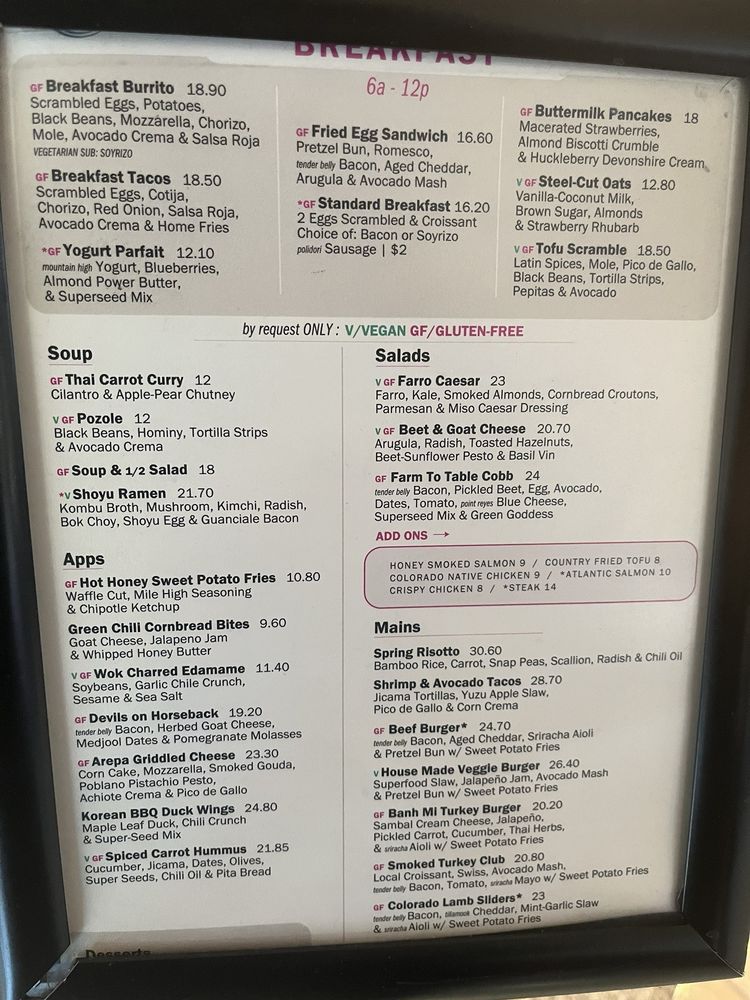 BREAKFAST
6a - 12p
GF Breakfast Burrito 18.90
Scrambled Eggs, Potatoes,
Black Beans, Mozzárella, Chorizo,
Mole, Avocado Crema & Salsa Roja
VEGETARIAN SUB: SOYRIZO
GF Breakfast Tacos 18.50
Scrambled Eggs, Cotija,
Chorizo, Red Onion, Salsa Roja,
Avocado Crema & Home Fries
*GF Yogurt Parfait 12.10
mountain high Yogurt, Blueberries,
Almond Power Butter,
& Superseed Mix
GF Fried Egg Sandwich 16.60
Pretzel Bun, Romesco,
tender belly Bacon, Aged Cheddar,
Arugula & Avocado Mash
*GF Standard Breakfast 16.20
2 Eggs Scrambled & Croissant
Choice of: Bacon or Soyrizo
polidori Sausage | $2
GF Buttermilk Pancakes 18
Macerated Strawberries,
Almond Biscotti Crumble
& Huckleberry Devonshire Cream
V GF Steel-Cut Oats 12.80
Vanilla-Coconut Milk,
Brown Sugar, Almonds
& Strawberry Rhubarb
V GF Tofu Scramble 18.50
Latin Spices, Mole, Pico de Gallo,
Black Beans, Tortilla Strips,
Pepitas & Avocado
by request ONLY : V/VEGAN GF/GLUTEN-FREE
Soup
GF Thai Carrot Curry 12
Cilantro & Apple-Pear Chutney
V GF Pozole 12
Black Beans, Hominy, Tortilla Strips
& Avocado Crema
GF Soup & 1/2 Salad 18
*V Shoyu Ramen 21.70
Kombu Broth, Mushroom, Kimchi, Radish,
Bok Choy, Shoyu Egg & Guanciale Bacon
Apps
GF Hot Honey Sweet Potato Fries 10.80
Waffle Cut, Mile High Seasoning
& Chipotle Ketchup
Green Chili Cornbread Bites 9.60
Goat Cheese, Jalapeno Jam
& Whipped Honey Butter
V GF Wok Charred Edamame 11.40
Soybeans, Garlic Chile Crunch,
Sesame & Sea Salt
GF Devils on Horseback 19.20
tender belly Bacon, Herbed Goat Cheese,
Medjool Dates & Pomegranate Molasses
GF Arepa Griddled Cheese 23.30
Corn Cake, Mozzarella, Smoked Gouda,
Poblano Pistachio Pesto,
Achiote Crema & Pico de Gallo
Korean BBQ Duck Wings 24.80
Maple Leaf Duck, Chili Crunch
& Super-Seed Mix
V GF Spiced Carrot Hummus 21.85
Cucumber, Jicama, Dates, Olives,
Super Seeds, Chili Oil & Pita Bread
Salads
V GF Farro Caesar 23
Farro, Kale, Smoked Almonds, Cornbread Croutons,
Parmesan & Miso Caesar Dressing
V GF Beet & Goat Cheese 20.70
Arugula, Radish, Toasted Hazelnuts,
Beet-Sunflower Pesto & Basil Vin
GF Farm To Table Cobb 24
tender belly Bacon, Pickled Beet, Egg, Avocado,
Dates, Tomato, point reyes Blue Cheese,
Superseed Mix & Green Goddess
ADD ONS →
HONEY SMOKED SALMON 9 / COUNTRY FRIED TOFU 8
COLORADO NATIVE CHICKEN 9 / *ATLANTIC SALMON 10
CRISPY CHICKEN 8 / *STEAK 14
Mains
Spring Risotto 30.60
Bamboo Rice, Carrot, Snap Peas, Scallion, Radish & Chili Oil
Shrimp & Avocado Tacos 28.70
Jicama Tortillas, Yuzu Apple Slaw,
Pico de Gallo & Corn Crema
GF Beef Burger* 24.70
tender belly Bacon, Aged Cheddar, Sriracha Aioli
& Pretzel Bun w/ Sweet Potato Fries
V House Made Veggie Burger 26.40
Superfood Slaw, Jalapeño Jam, Avocado Mash
& Pretzel Bun w/ Sweet Potato Fries
GF Banh Mi Turkey Burger 20.20
Sambal Cream Cheese, Jalapeño,
Pickled Carrot, Cucumber, Thai Herbs,
& sriracha Aioli w/ Sweet Potato Fries
GF Smoked Turkey Club 20.80
Local Croissant, Swiss, Avocado Mash,
tender belly Bacon, Tomato, sriracha Mayo w/ Sweet Potato Fries
GF Colorado Lamb Sliders* 23
tender belly Bacon, tillamook Cheddar, Mint-Garlic Slaw
& sriracha Aioli w/ Sweet Potato Fries
Desserts